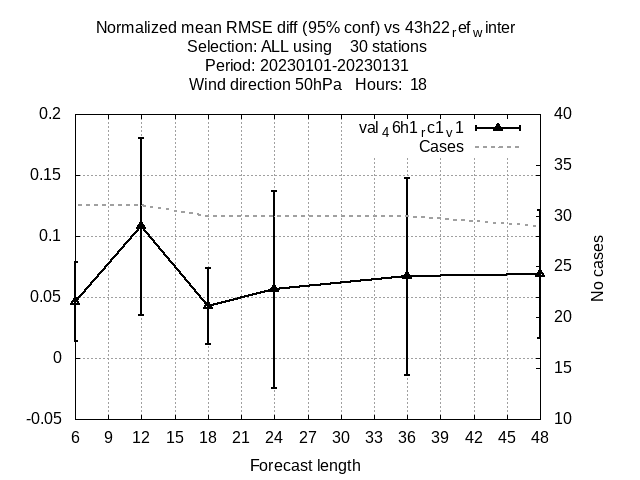 Normalized mean RMSE diff (95% conf) vs 43h22ref winter
Selection: ALL using    30 stations
Period: 20230101-20230131
Wind direction 50hPa   Hours:  18
0.2
0.15
0.1
0.05
0
-0.05
val46h1rc1v1
Cases
40
35
30
25
20
15
10
No cases
6 9 12 15 18 21 24 27 30 33 36 39 42 45 48
Forecast length